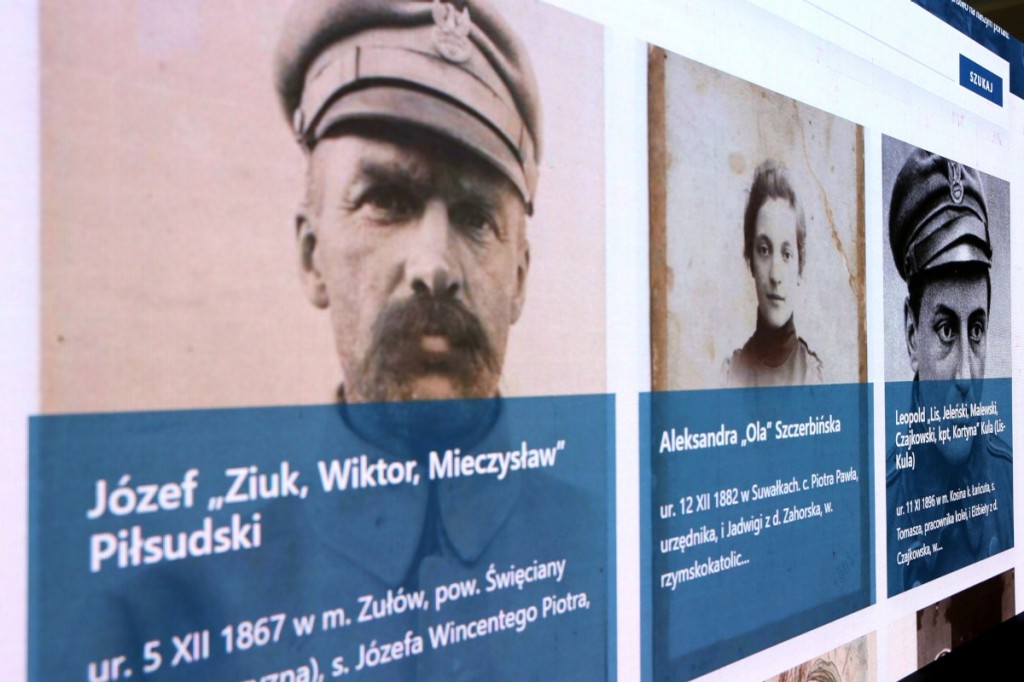 SZUKAJ
Józef „Ziuk, Wiktor, Mieczysław”
Piłsudski
ur. 5 XII 1867 w m. Zułów, pow. Święciany
s. Józefa Wincentego Piotra,
Aleksandra „Ola” Szczerbińska
ur. 12 XII 1882 w Suwałkach. c. Piotra Pawła,
urzędnika, i Jadwigi z d. Zahorska, w.
rzymskokatolic...
Leopold „Lis, Jeleński, Malewski,
Czajkowski, kpt, Kortyna” Kula (Lis-
Kula)
ur. 11 XI 1896 w m. Kosina k. Łańcuta, s.
Tomasza, pracownika kolei, i Elżbiety z d.
Czajkowska, w...